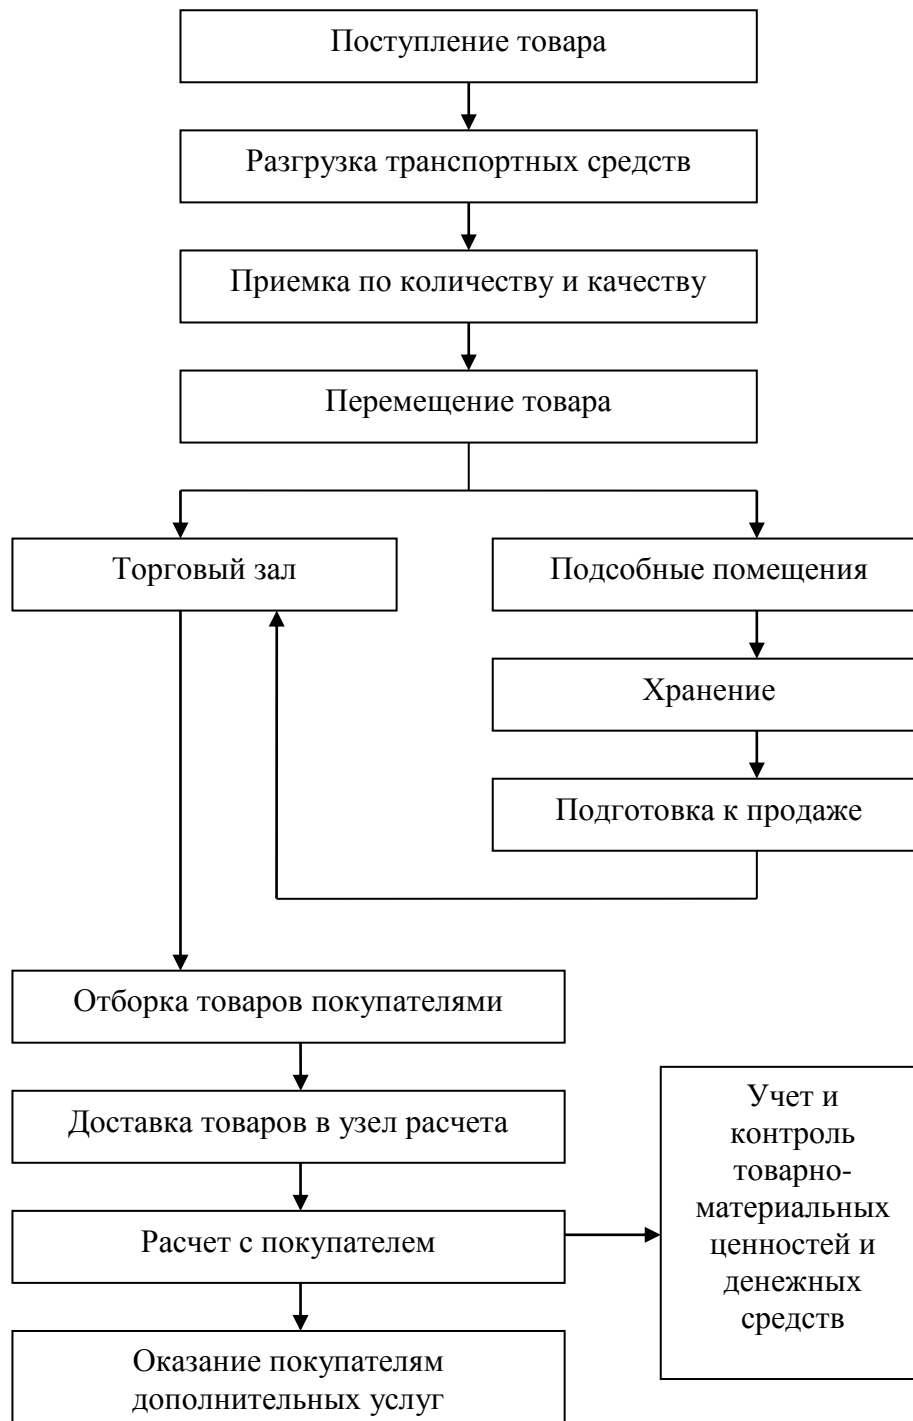 Поступление товара
Разгрузка транспортных средств
Приемка по количеству и качеству
Перемещение товара
Торговый зал
Подсобные помещения
Хранение
Подготовка к продаже
Отборка товаров покупателями
Доставка товаров в узел расчета
Расчет с покупателем
Учет и
контроль
товарно-
материальных
ценностей и
денежных
средств
Оказание покупателям
дополнительных услуг